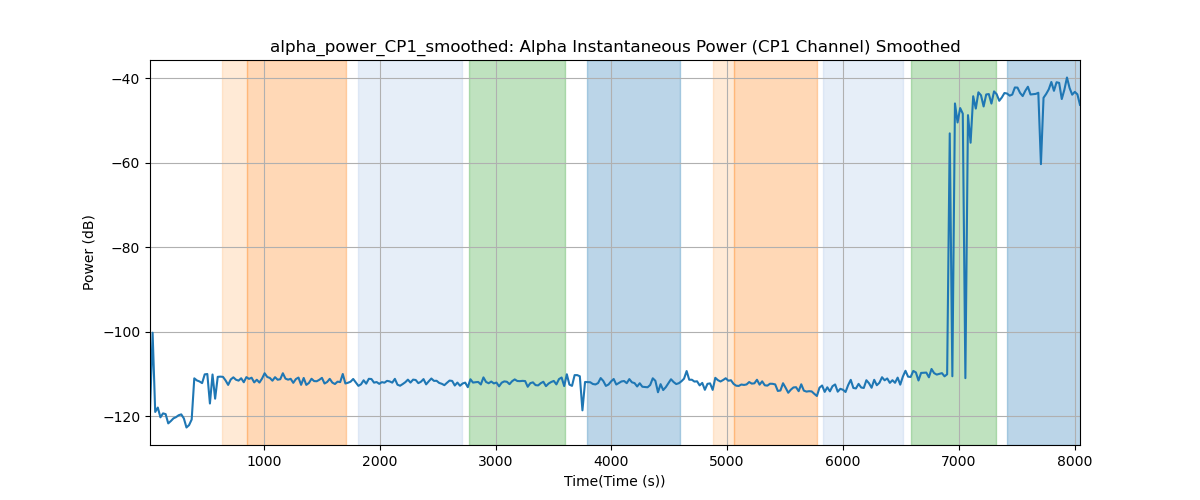 alpha_power_CP1_smoothed: Alpha Instantaneous Power (CP1 Channel) Smoothed
−40
−60
−80
−100
−120
Power (dB)
1000 2000 3000 4000 5000 6000 7000 8000
Time(Time (s))